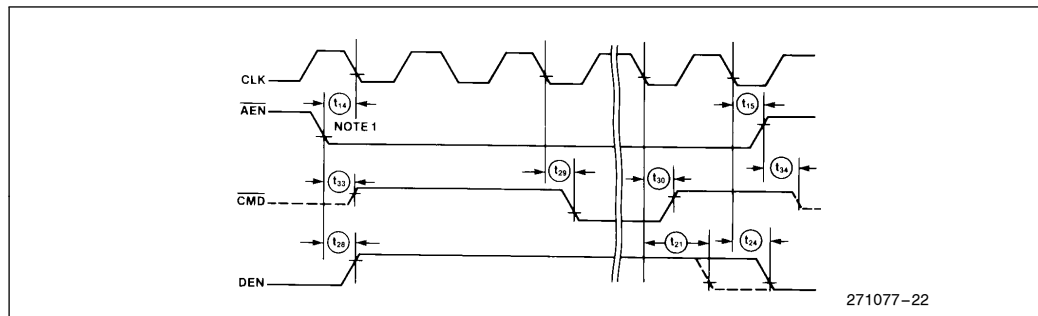 CLK
t14
t15
AEN
NOTE 1
t34
t33
t29
t30
CMD
t28
t21
t24
DEN
271077-22